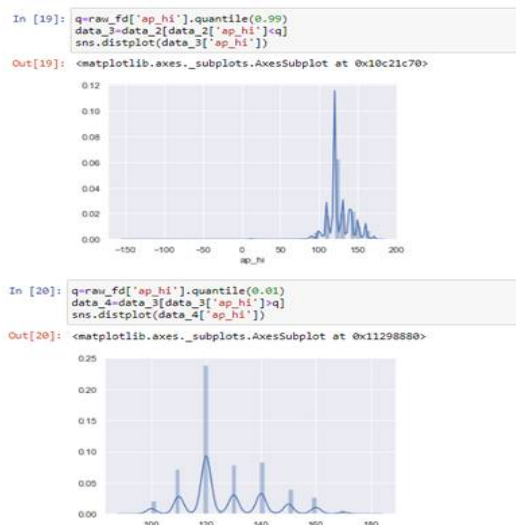 In [19]: q=raw_fd['ap_hi'].quantile(0.99)
data_3=data_2[data_2['ap_hi']<q]
sns.distplot(data_3['ap_hi'])
Out[19]: <matplotlib.axes._subplots.AxesSubplot at 0x10c21c70>
0.12
0.10
0.08
0.06
0.04
0.02
0.00
-150 -100 -50 0 50 100 150 200
ap_hi
In [20]: q=raw_fd['ap_hi'].quantile(0.01)
data_4=data_3[data_3['ap_hi']>q]
sns.distplot(data_4['ap_hi'])
Out[20]: <matplotlib.axes._subplots.AxesSubplot at 0x11298880>
0.25
0.20
0.15
0.10
0.05
0.00
100 120 140 160 180